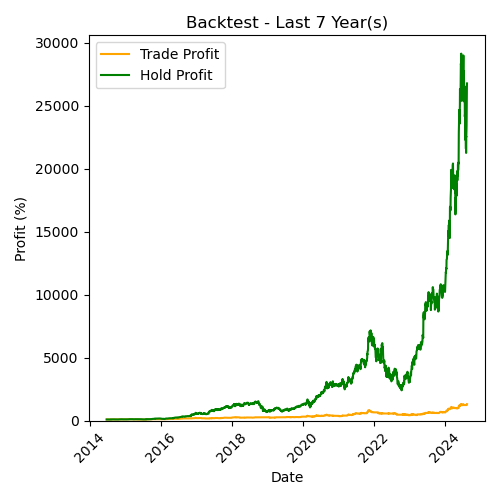 Backtest - Last 7 Year(s)
Trade Profit
Hold Profit
30000
25000
20000
15000
10000
5000
0
Profit (%)
2014
2016
2018
2020
2022
2024
Date